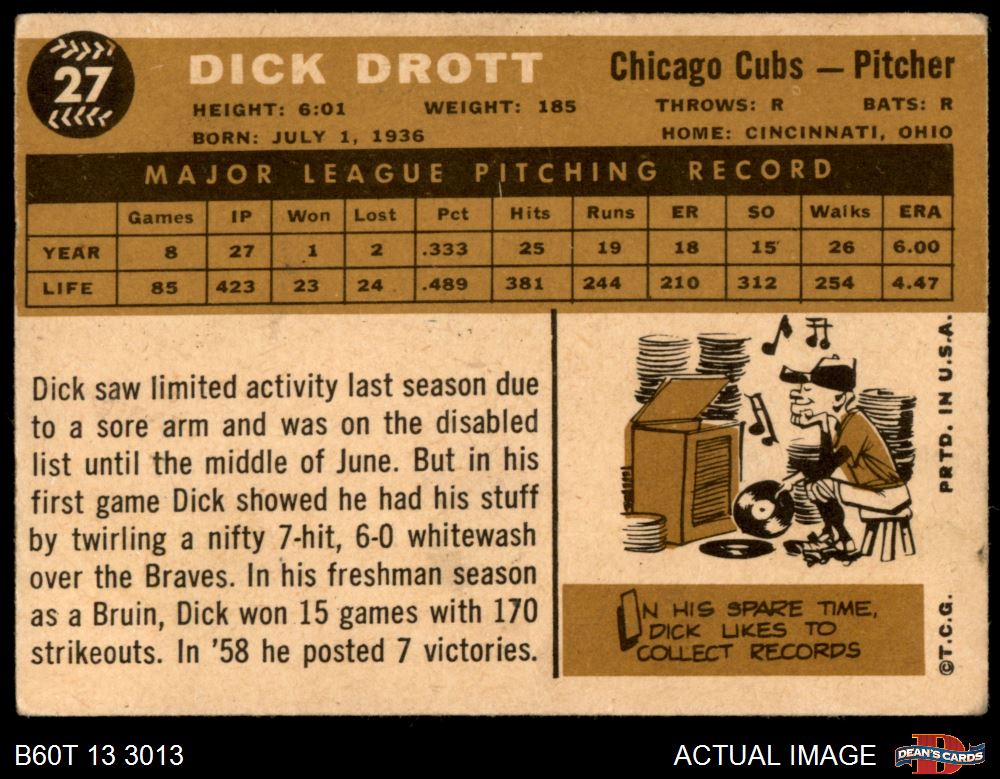 27
DICK DROTT
Chicago Cubs — Pitcher
HEIGHT: 6:01 WEIGHT: 185 THROWS: R BATS: R
BORN: JULY 1, 1936 HOME: CINCINNATI, OHIO
MAJOR LEAGUE PITCHING RECORD
Games IP Won Lost Pct Hits Runs ER SO Walks ERA
YEAR 8 27 1 2 .333 25 19 18 15 26 6.00
LIFE 85 423 23 24 .489 381 244 210 312 254 4.47
Dick saw limited activity last season due
to a sore arm and was on the disabled
list until the middle of June. But in his
first game Dick showed he had his stuff
by twirling a nifty 7-hit, 6-0 whitewash
over the Braves. In his freshman season
as a Bruin, Dick won 15 games with 170
strikeouts. In '58 he posted 7 victories.
IN HIS SPARE TIME,
DICK LIKES TO
COLLECT RECORDS
PRTD. IN U.S.A.
©T.C.G.
B60T 13 3013
ACTUAL IMAGE
DEAN'S CARDS